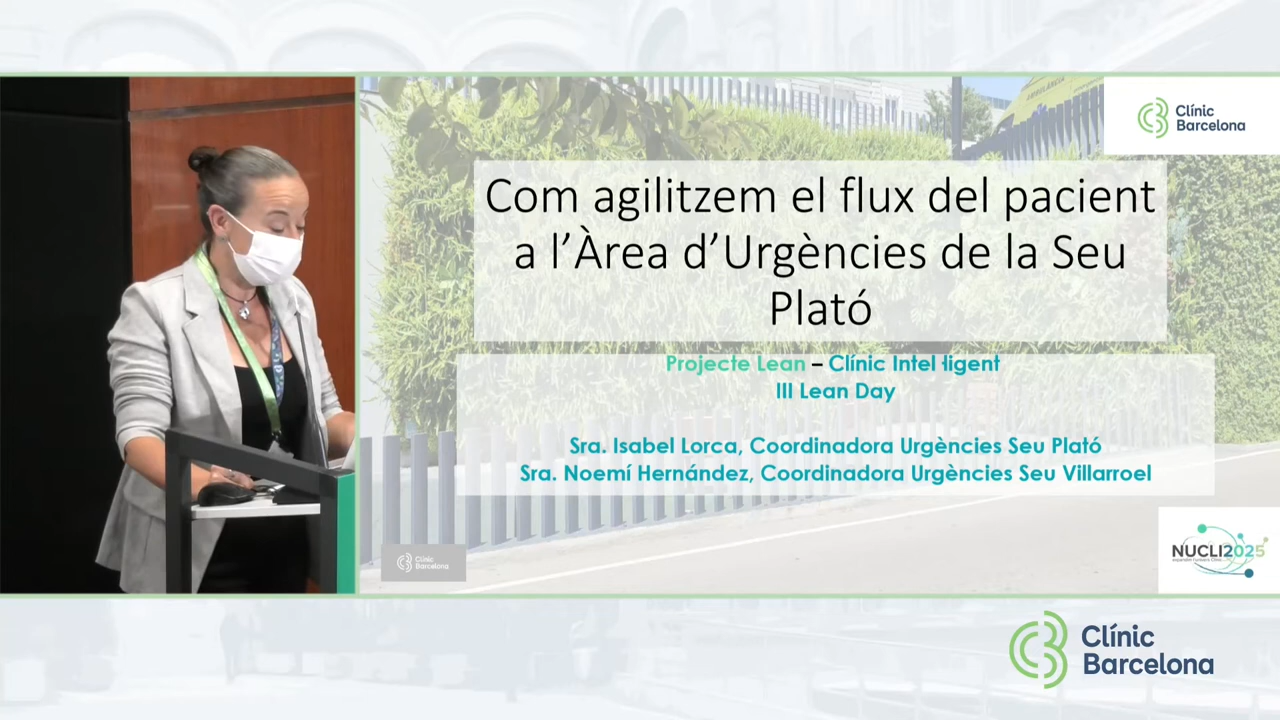 Clínic
Barcelona
Com agilitzem el flux del pacient
a l'Àrea d'Urgències de la Seu
Plató
Projecte Lean – Clínic Intel·ligent
III Lean Day
Sra. Isabel Lorca, Coordinadora Urgències Seu Plató
Sra. Noemí Hernández, Coordinadora Urgències Seu Villarroel
Clínic
Barcelona
NUCLI2025
Clínic
Barcelona